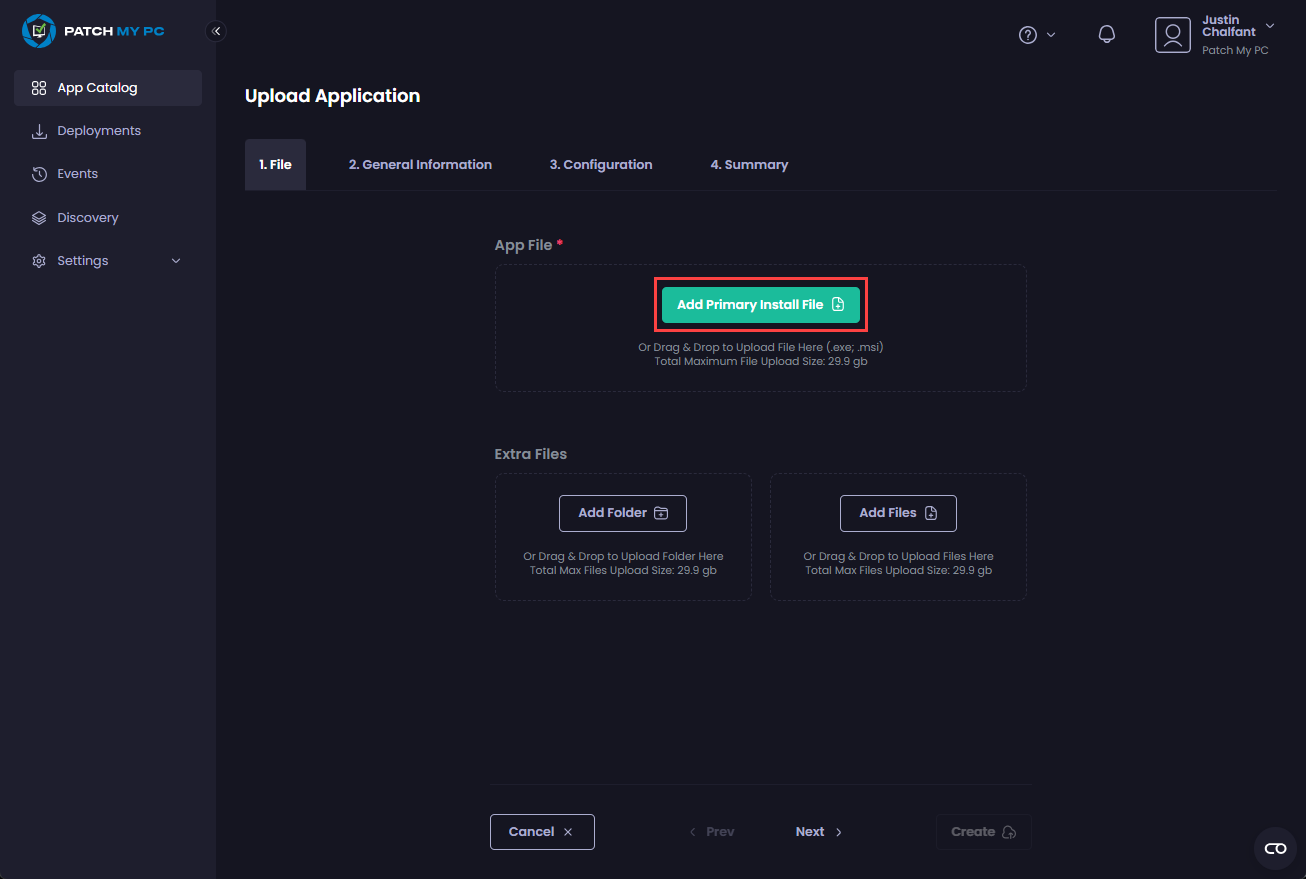 PATCH MY PC
Justin
Chalfant
Patch My PC
App Catalog
Deployments
Events
Discovery
Settings
Upload Application
1. File
2. General Information
3. Configuration
4. Summary
App File *
Add Primary Install File
Or Drag & Drop to Upload File Here (.exe; .msi)
Total Maximum File Upload Size: 29.9 gb
Extra Files
Add Folder
Or Drag & Drop to Upload Folder Here
Total Max Files Upload Size: 29.9 gb
Add Files
Or Drag & Drop to Upload Files Here
Total Max Files Upload Size: 29.9 gb
Cancel
Prev
Next
Create